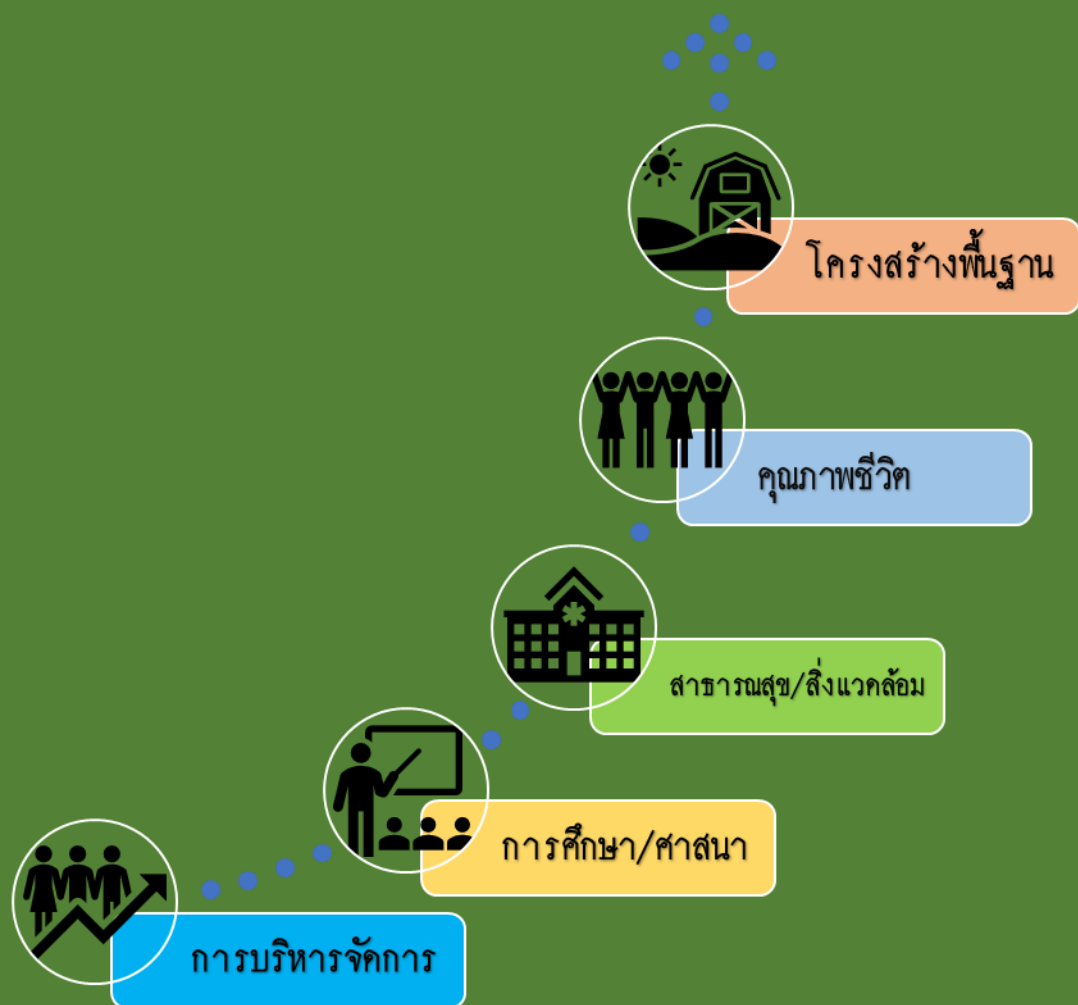 โครงสร้างพื้นฐาน
คุณภาพชีวิต
สาธารณสุข/สิ่งแวดล้อม
การศึกษา/ศาสนา
การบริหารจัดการ